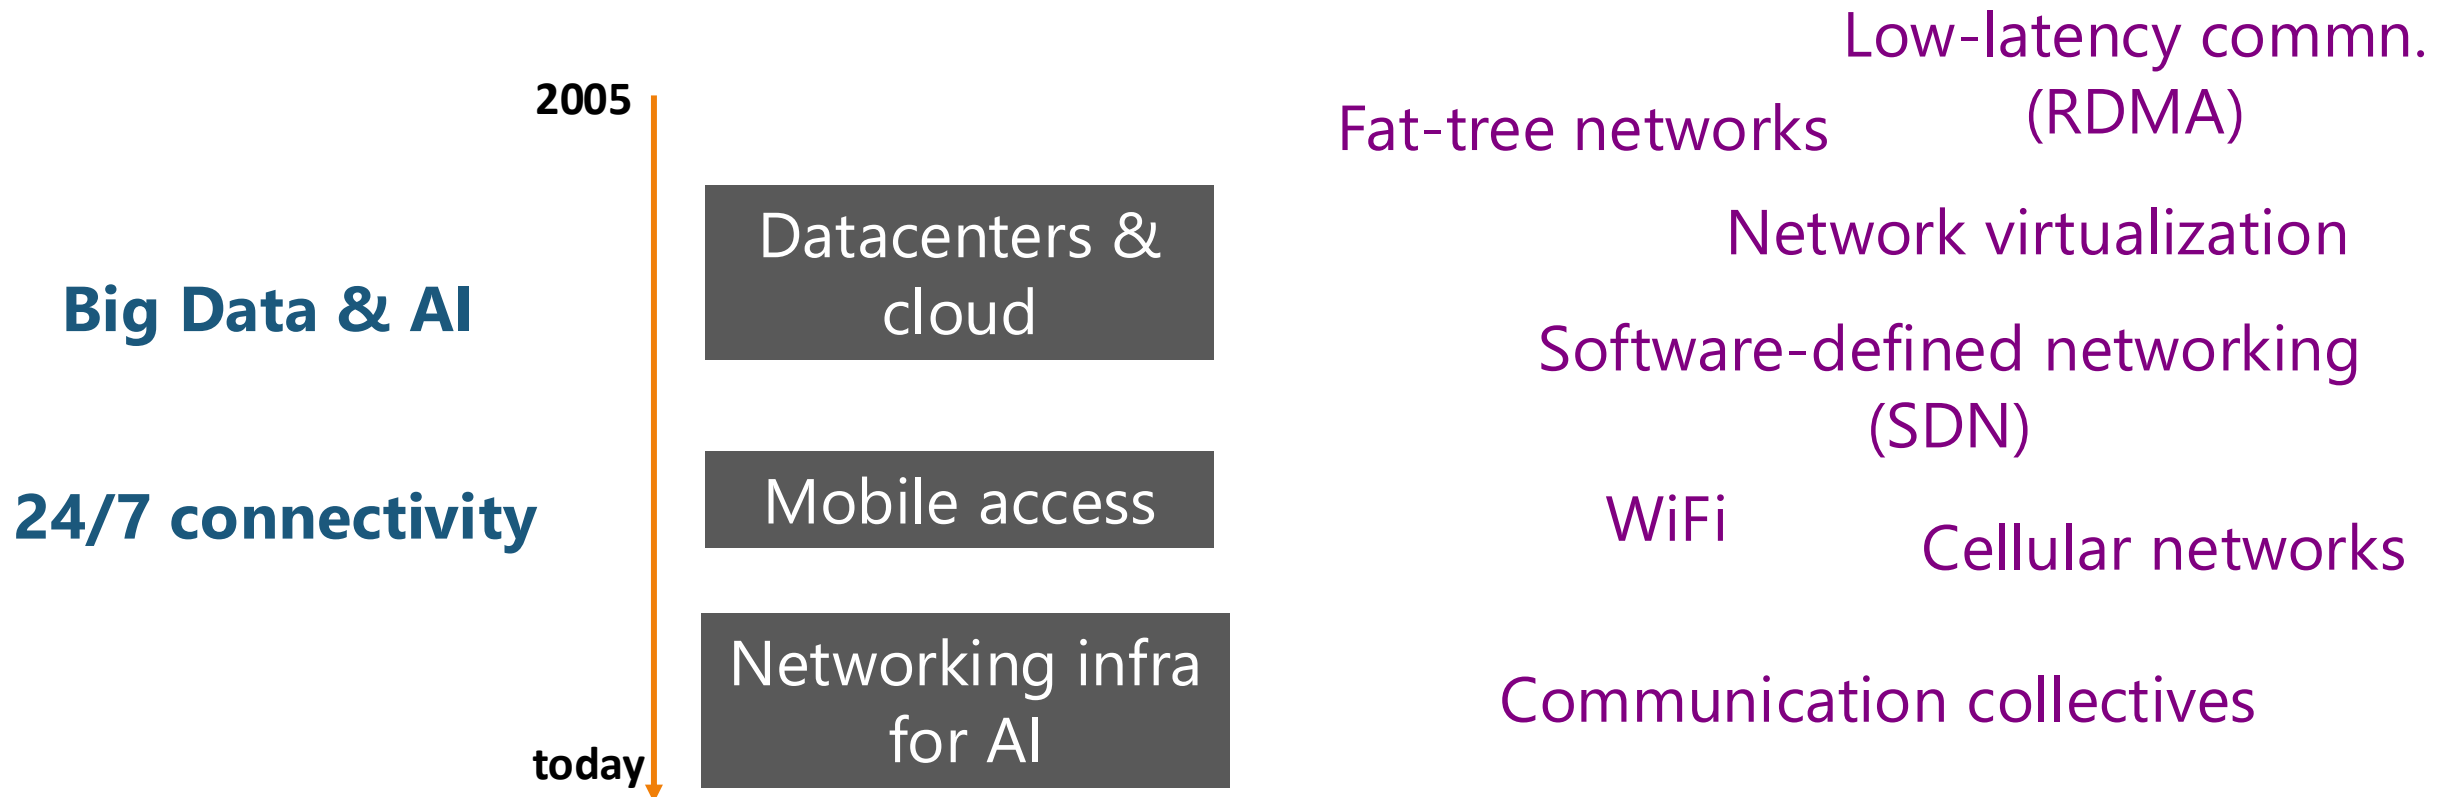 2005
Big Data & AI
24/7 connectivity
today
Datacenters &
cloud
Mobile access
Networking infra
for AI
Low-latency commn.
(RDMA)
Fat-tree networks
Network virtualization
Software-defined networking
(SDN)
WiFi
Cellular networks
Communication collectives